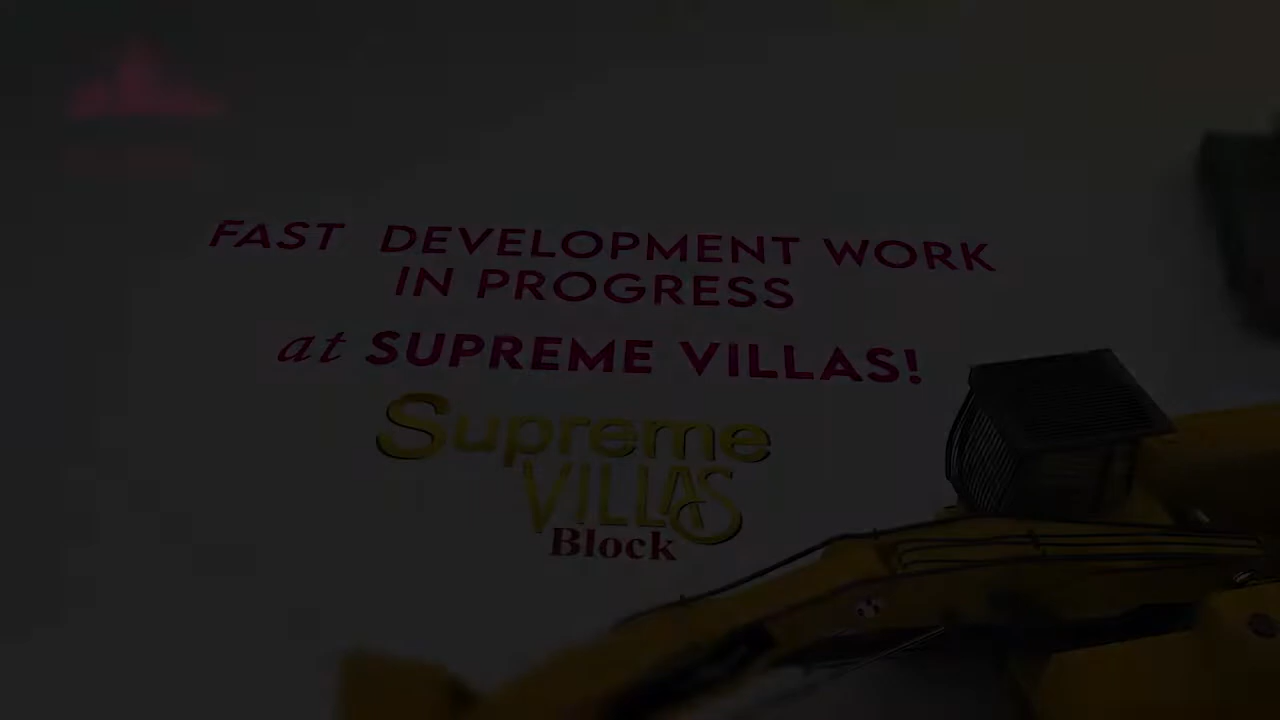 FAST DEVELOPMENT WORK
IN PROGRESS
at SUPREME VILLAS!
Supreme
VILLAS
Block